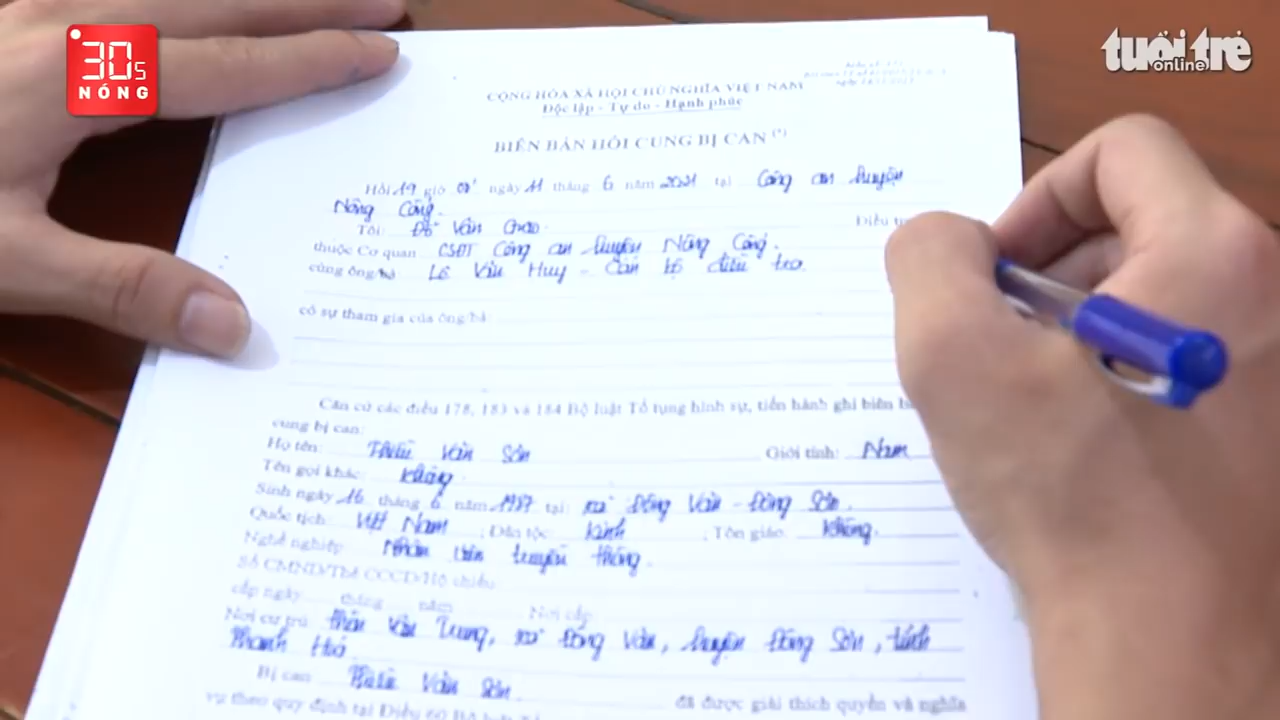 30s
NÓNG
tuổi trẻ
online
CỘNG HÒA XÃ HỘI CHỦ NGHĨA VIỆT NAM
Độc lập - Tự do - Hạnh phúc
BIÊN BẢN HỎI CUNG BỊ CAN (*)
Hồi 19 giờ 01' ngày 11 tháng 6 năm 2021 tại Công an huyện
Nông Cống.
Tôi: Đỗ Văn Điều
thuộc Cơ quan CSĐT Công an huyện Nông Cống.
cùng ông/bà Lê Văn Huy - Cán bộ điều tra.
có sự tham gia của ông/bà:
Căn cứ các điều 178, 183 và 184 Bộ luật Tố tụng hình sự, tiến hành ghi biên
cung bị can:
Họ tên: Thiều Văn Sơn Giới tính: Nam
Tên gọi khác: Không
Sinh ngày 16 tháng 6 năm 1987 tại: xã Đông Văn - Đông Sơn.
Quốc tịch: Việt Nam ; Dân tộc: Kinh ; Tôn giáo: Không.
Nghề nghiệp: Nhân viên truyền thông.
Số CMND/Thẻ CCCD/Hộ chiếu:
cấp ngày tháng năm Nơi cấp:
Nơi cư trú: thôn Văn Trung, xã Đông Văn, huyện Đông Sơn, tỉnh
Thanh Hoá.
Bị can Thiều Văn Sơn. đã được giải thích quyền và nghĩa
vụ theo quy định tại Điều 60 Bộ luật